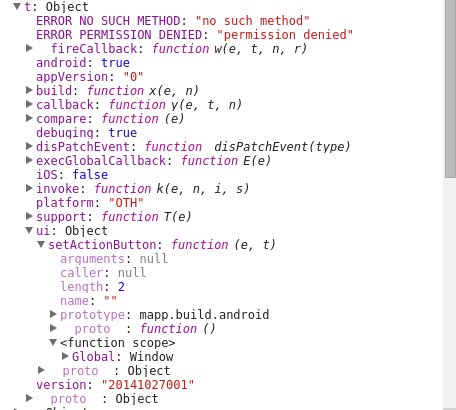 t: Object
ERROR NO SUCH METHOD: "no such method"
ERROR PERMISSION DENIED: "permission denied"
fireCallback: function w(e, t, n, r)
android: true
appVersion: "0"
build: function x(e, n)
callback: function y(e, t, n)
compare: function (e)
debuging: true
disPatchEvent: function disPatchEvent(type)
execGlobalCallback: function E(e)
iOS: false
invoke: function k(e, n, i, s)
platform: "OTH"
support: function T(e)
ui: Object
setActionButton: function (e, t)
arguments: null
caller: null
length: 2
name: ""
prototype: mapp.build.android
proto : function ()
<function scope>
Global: Window
proto : Object
version: "20141027001"
proto : Object